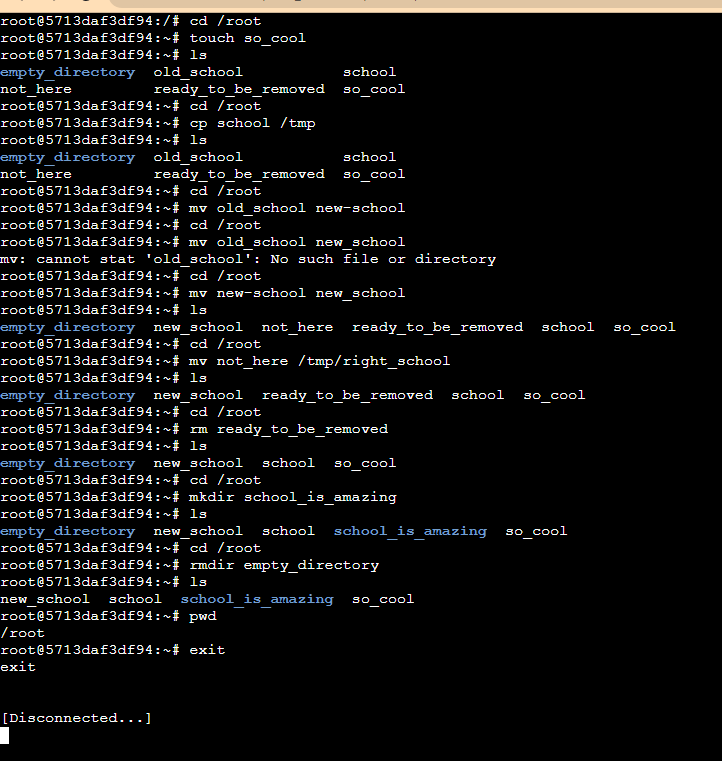 root@5713daf3df94:/# cd /root
root@5713daf3df94:~# touch so_cool
root@5713daf3df94:~# ls
empty_directory  old_school           school
not_here         ready_to_be_removed  so_cool
root@5713daf3df94:~# cd /root
root@5713daf3df94:~# cp school /tmp
root@5713daf3df94:~# ls
empty_directory  old_school           school
not_here         ready_to_be_removed  so_cool
root@5713daf3df94:~# cd /root
root@5713daf3df94:~# mv old_school new-school
root@5713daf3df94:~# cd /root
root@5713daf3df94:~# mv old_school new_school
mv: cannot stat 'old_school': No such file or directory
root@5713daf3df94:~# cd /root
root@5713daf3df94:~# mv new-school new_school
root@5713daf3df94:~# ls
empty_directory  new_school  not_here  ready_to_be_removed  school  so_cool
root@5713daf3df94:~# cd /root
root@5713daf3df94:~# mv not_here /tmp/right_school
root@5713daf3df94:~# ls
empty_directory  new_school  ready_to_be_removed  school  so_cool
root@5713daf3df94:~# cd /root
root@5713daf3df94:~# rm ready_to_be_removed
root@5713daf3df94:~# ls
empty_directory  new_school  school  so_cool
root@5713daf3df94:~# cd /root
root@5713daf3df94:~# mkdir school_is_amazing
root@5713daf3df94:~# ls
empty_directory  new_school  school  school_is_amazing  so_cool
root@5713daf3df94:~# cd /root
root@5713daf3df94:~# rmdir empty_directory
root@5713daf3df94:~# ls
new_school  school  school_is_amazing  so_cool
root@5713daf3df94:~# pwd
/root
root@5713daf3df94:~# exit
exit
[Disconnected...]